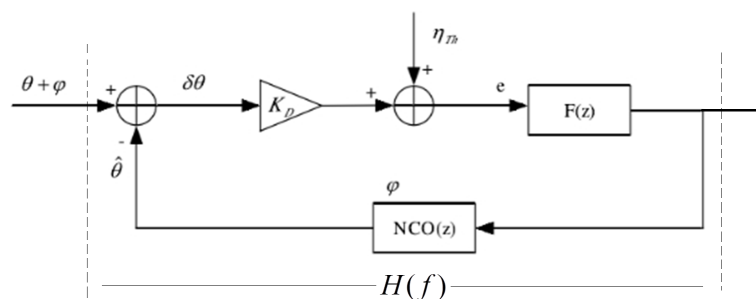 η_Th
θ + φ
+
δθ
K_D
+
+
e
F(z)
-
θ̂
φ
NCO(z)
H(f)